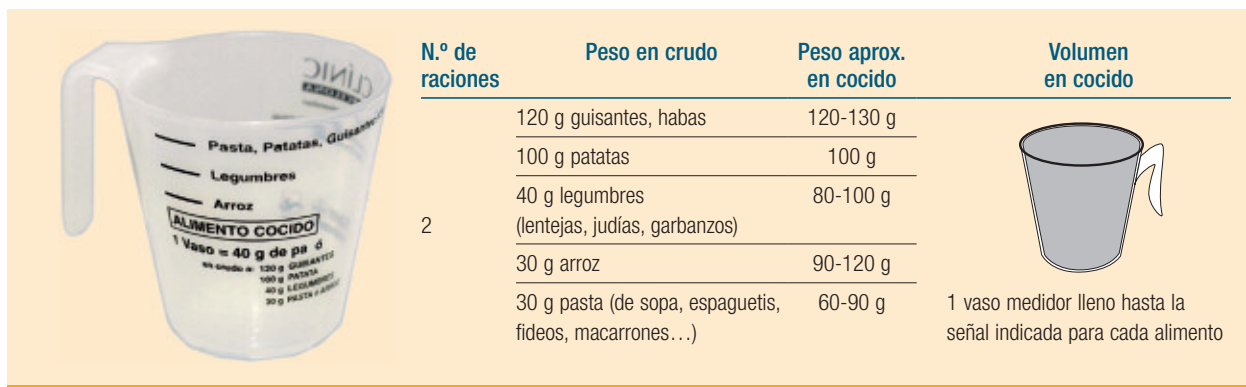 CLÍNIC
Pasta, Patatas, Guisantes
Legumbres
Arroz
ALIMENTO COCIDO
1 Vaso = 40 g de pa ó
en crudo = 120 g GUISANTES
100 g PATATA
40 g LEGUMBRES
30 g PASTA o ARROZ
N.º de raciones
Peso en crudo
Peso aprox. en cocido
Volumen en cocido
2
120 g guisantes, habas
120-130 g
100 g patatas
100 g
40 g legumbres
(lentejas, judías, garbanzos)
80-100 g
30 g arroz
90-120 g
30 g pasta (de sopa, espaguetis,
fideos, macarrones…)
60-90 g
1 vaso medidor lleno hasta la
señal indicada para cada alimento